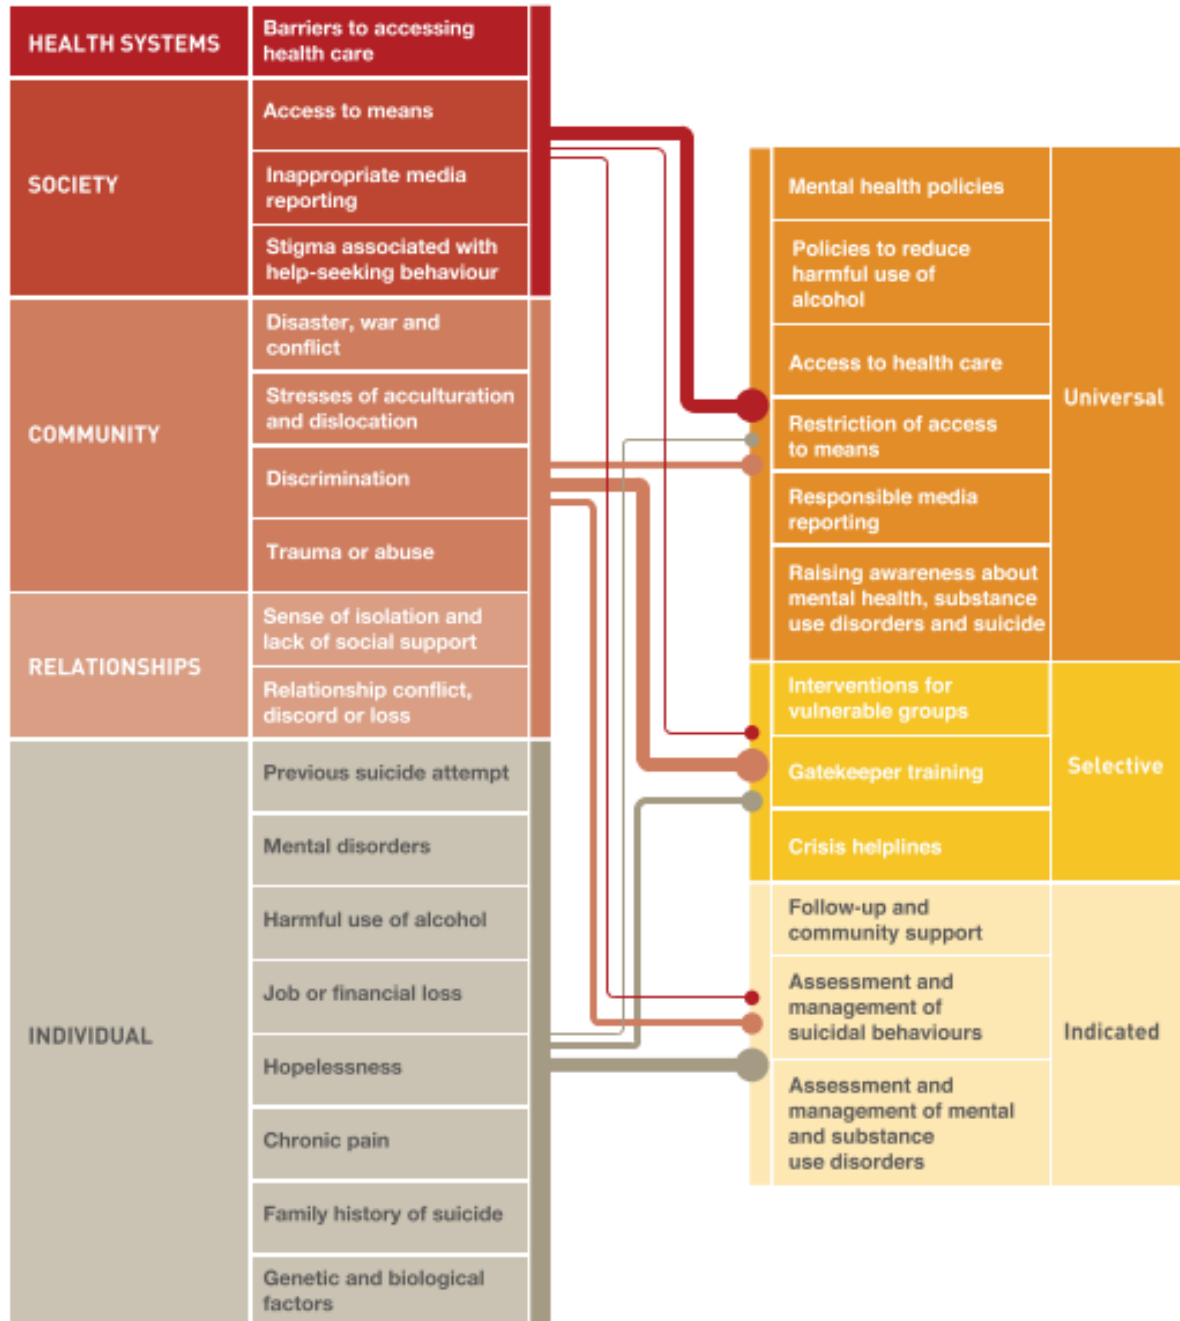 HEALTH SYSTEMS
Barriers to accessing
health care
SOCIETY
Access to means
Inappropriate media
reporting
Stigma associated with
help-seeking behaviour
COMMUNITY
Disaster, war and
conflict
Stresses of acculturation
and dislocation
Discrimination
Trauma or abuse
RELATIONSHIPS
Sense of isolation and
lack of social support
Relationship conflict,
discord or loss
INDIVIDUAL
Previous suicide attempt
Mental disorders
Harmful use of alcohol
Job or financial loss
Hopelessness
Chronic pain
Family history of suicide
Genetic and biological
factors
Mental health policies
Policies to reduce
harmful use of
alcohol
Access to health care
Restriction of access
to means
Responsible media
reporting
Raising awareness about
mental health, substance
use disorders and suicide
Universal
Interventions for
vulnerable groups
Gatekeeper training
Crisis helplines
Selective
Follow-up and
community support
Assessment and
management of
suicidal behaviours
Assessment and
management of mental
and substance
use disorders
Indicated